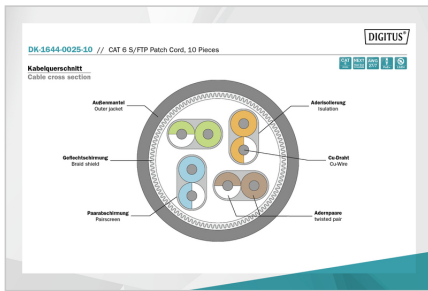 DIGITUS®
DK-1644-0025-10 // CAT 6 S/FTP Patch Cord, 10 Pieces
Kabelquerschnitt
Cable cross section
Außenmantel
Outer jacket
Aderisolierung
Isolation
Geflechtschirmung
Braid shield
Cu-Draht
Cu-Wire
Paarabschirmung
Pairscreen
Adernpaare
twisted pair